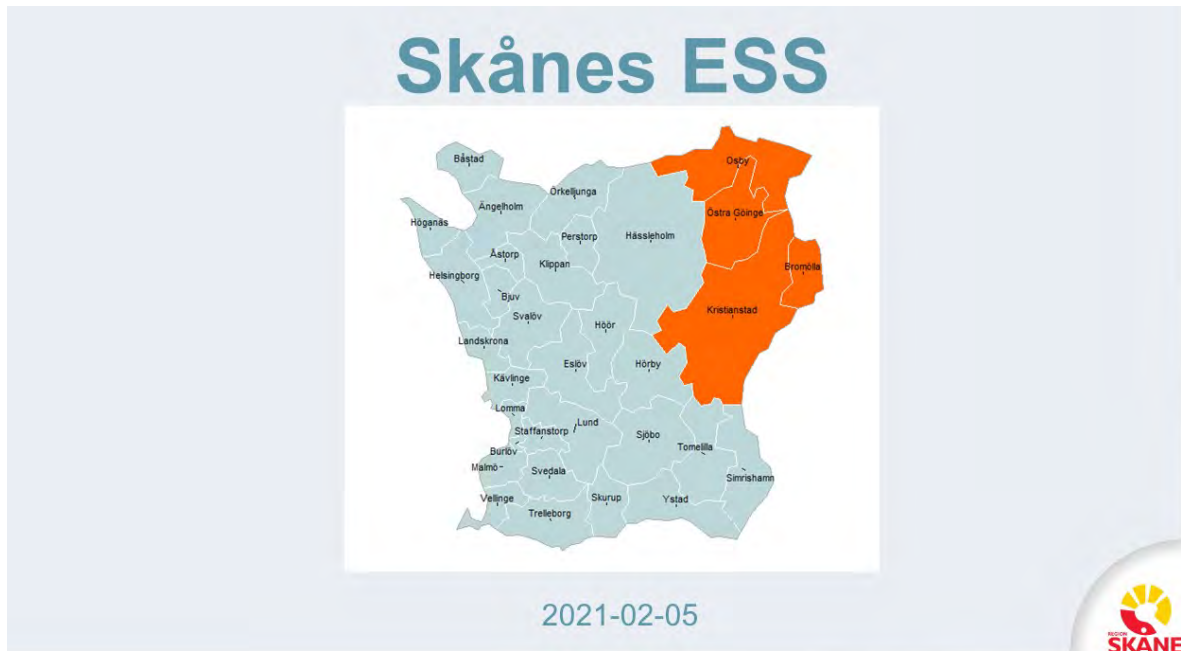 Skånes ESS
Båstad
Osby
Örkelljunga
Ängelholm
Östra Göinge
Höganäs
Perstorp
Hässleholm
Åstorp
Klippan
Bromölla
Helsingborg
Bjuv
Svalöv
Kristianstad
Höör
Landskrona
Eslöv
Hörby
Kävlinge
Lomma
Lund
Staffanstorp
Sjöbo
Tomelilla
Burlöv
Malmö
Svedala
Simrishamn
Vellinge
Skurup
Ystad
Trelleborg
2021-02-05
REGION
SKÅNE